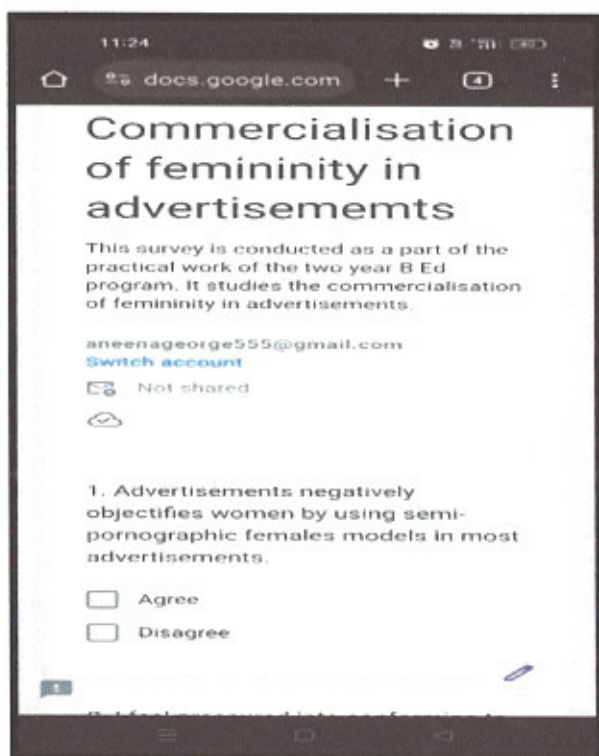 11:24
docs.google.com
4
Commercialisation
of femininity in
advertisememts
This survey is conducted as a part of the
practical work of the two year B Ed
program. It studies the commercialisation
of femininity in advertisements.
aneenageorge555@gmail.com
Switch account
Not shared
1. Advertisements negatively
objectifies women by using semi-
pornographic females models in most
advertisements.
Agree
Disagree